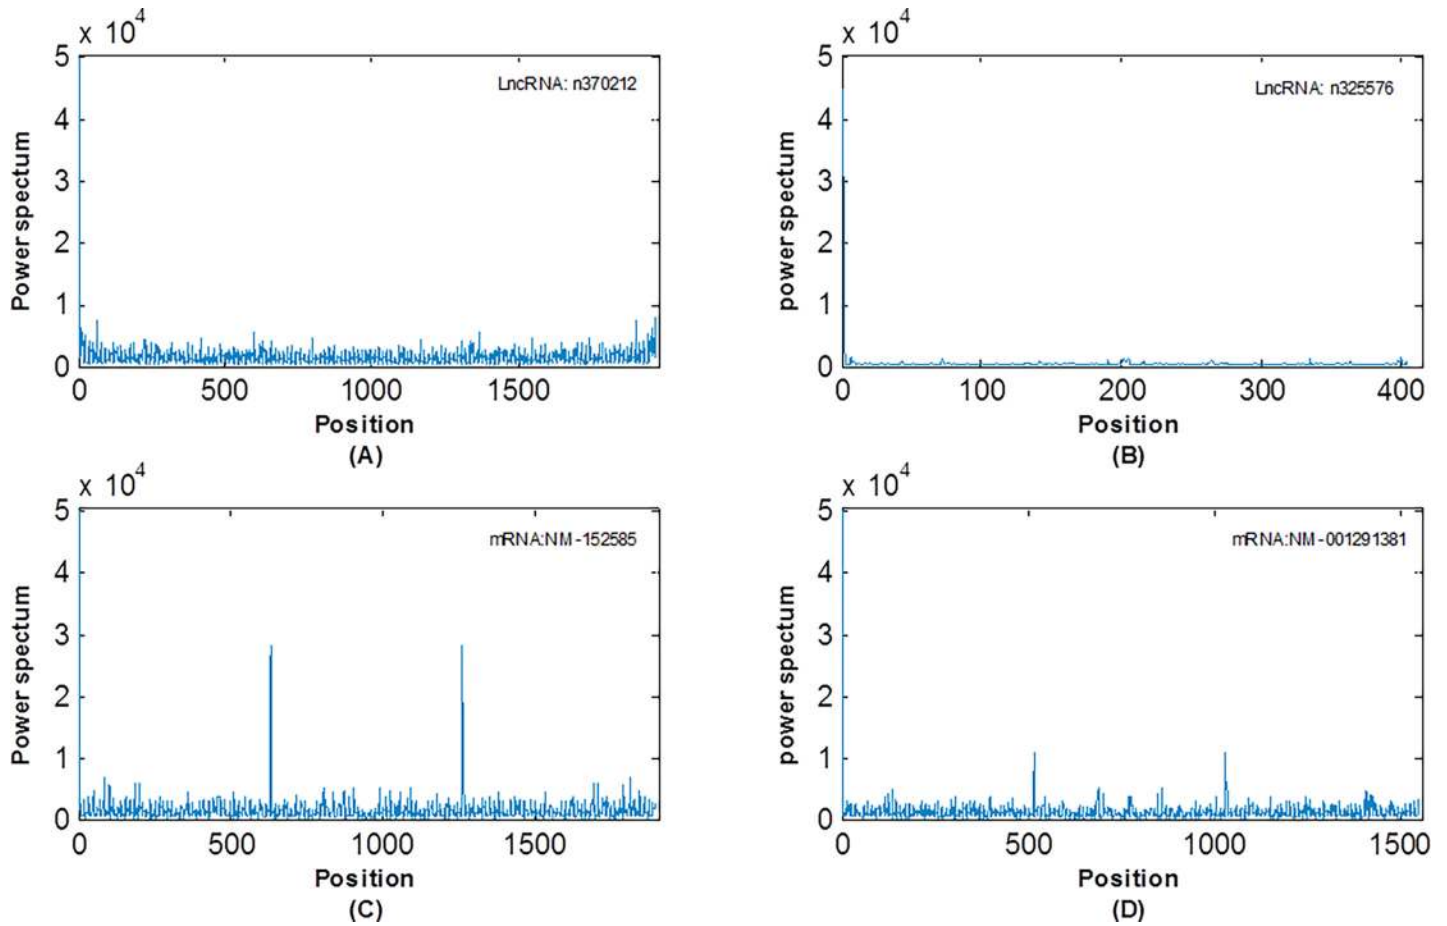 x 10^4
5
4
3
2
1
0
Power spectum
LncRNA: n370212
0 500 1000 1500
Position
(A)
x 10^4
5
4
3
2
1
0
power spectum
LncRNA: n325576
0 100 200 300 400
Position
(B)
x 10^4
5
4
3
2
1
0
Power spectum
mRNA:NM-152585
0 500 1000 1500
Position
(C)
x 10^4
5
4
3
2
1
0
power spectum
mRNA:NM-001291381
0 500 1000 1500
Position
(D)